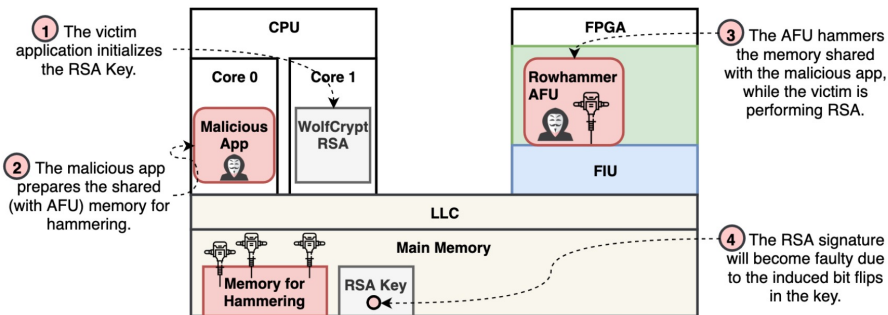 1 The victim
application initializes
the RSA Key.
2 The malicious app
prepares the shared
(with AFU) memory for
hammering.
CPU
Core 0
Core 1
Malicious
App
WolfCrypt
RSA
FPGA
Rowhammer
AFU
FIU
LLC
Main Memory
Memory for
Hammering
RSA Key
3 The AFU hammers
the memory shared
with the malicious app,
while the victim is
performing RSA.
4 The RSA signature
will become faulty due
to the induced bit flips
in the key.